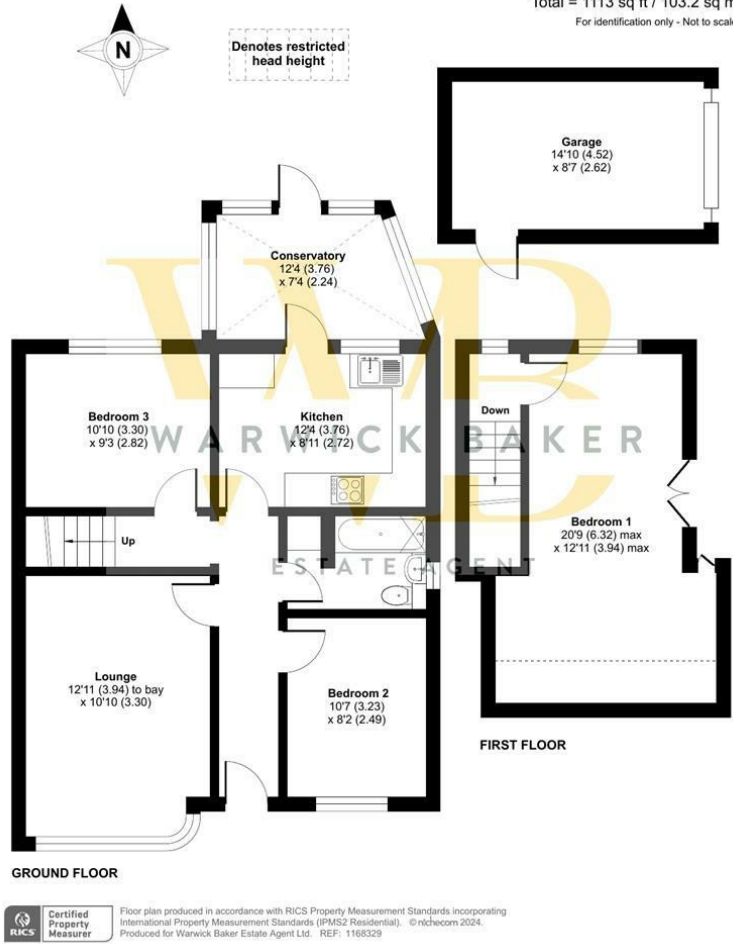 Total = 1113 sq ft / 103.2 sq m
For identification only - Not to scale
N
Denotes restricted
head height
Garage
14'10 (4.52)
x 8'7 (2.62)
Conservatory
12'4 (3.76)
x 7'4 (2.24)
Bedroom 3
10'10 (3.30)
x 9'3 (2.82)
Kitchen
12'4 (3.76)
x 8'11 (2.72)
Down
WB
WARWICK BAKER
ESTATE AGENT
Bedroom 1
20'9 (6.32) max
x 12'11 (3.94) max
Up
Lounge
12'11 (3.94) to bay
x 10'10 (3.30)
Bedroom 2
10'7 (3.23)
x 8'2 (2.49)
FIRST FLOOR
GROUND FLOOR
RICS
Certified
Property
Measurer
Floor plan produced in accordance with RICS Property Measurement Standards incorporating
International Property Measurement Standards (IPMS2 Residential). © nichecom 2024.
Produced for Warwick Baker Estate Agent Ltd. REF: 1168329